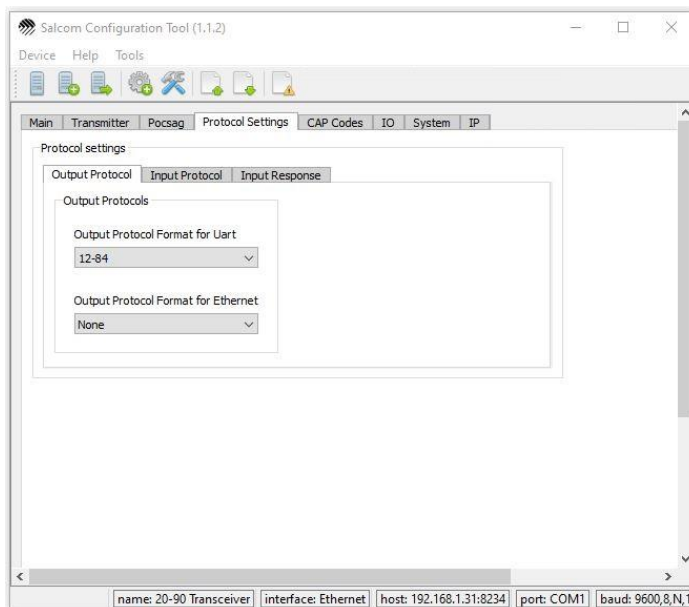 Salcom Configuration Tool (1.1.2)
Device Help Tools
Main Transmitter Pocsag Protocol Settings CAP Codes IO System IP
Protocol settings
Output Protocol Input Protocol Input Response
Output Protocols
Output Protocol Format for Uart
12-84
Output Protocol Format for Ethernet
None
name: 20-90 Transceiver interface: Ethernet host: 192.168.1.31:8234 port: COM1 baud: 9600,8,N,1